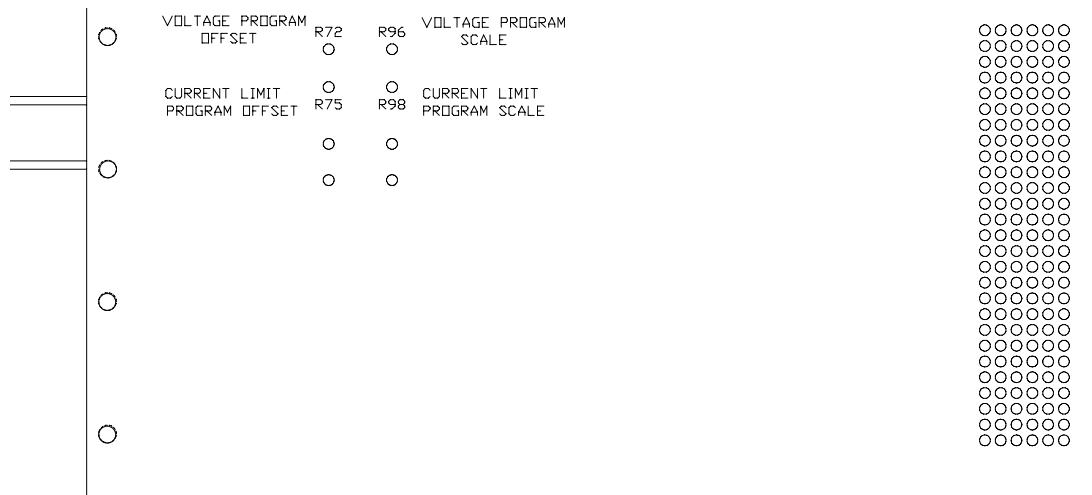 VOLTAGE PROGRAM
OFFSET
R72
R96
VOLTAGE PROGRAM
SCALE
CURRENT LIMIT
PROGRAM OFFSET
R75
R98
CURRENT LIMIT
PROGRAM SCALE